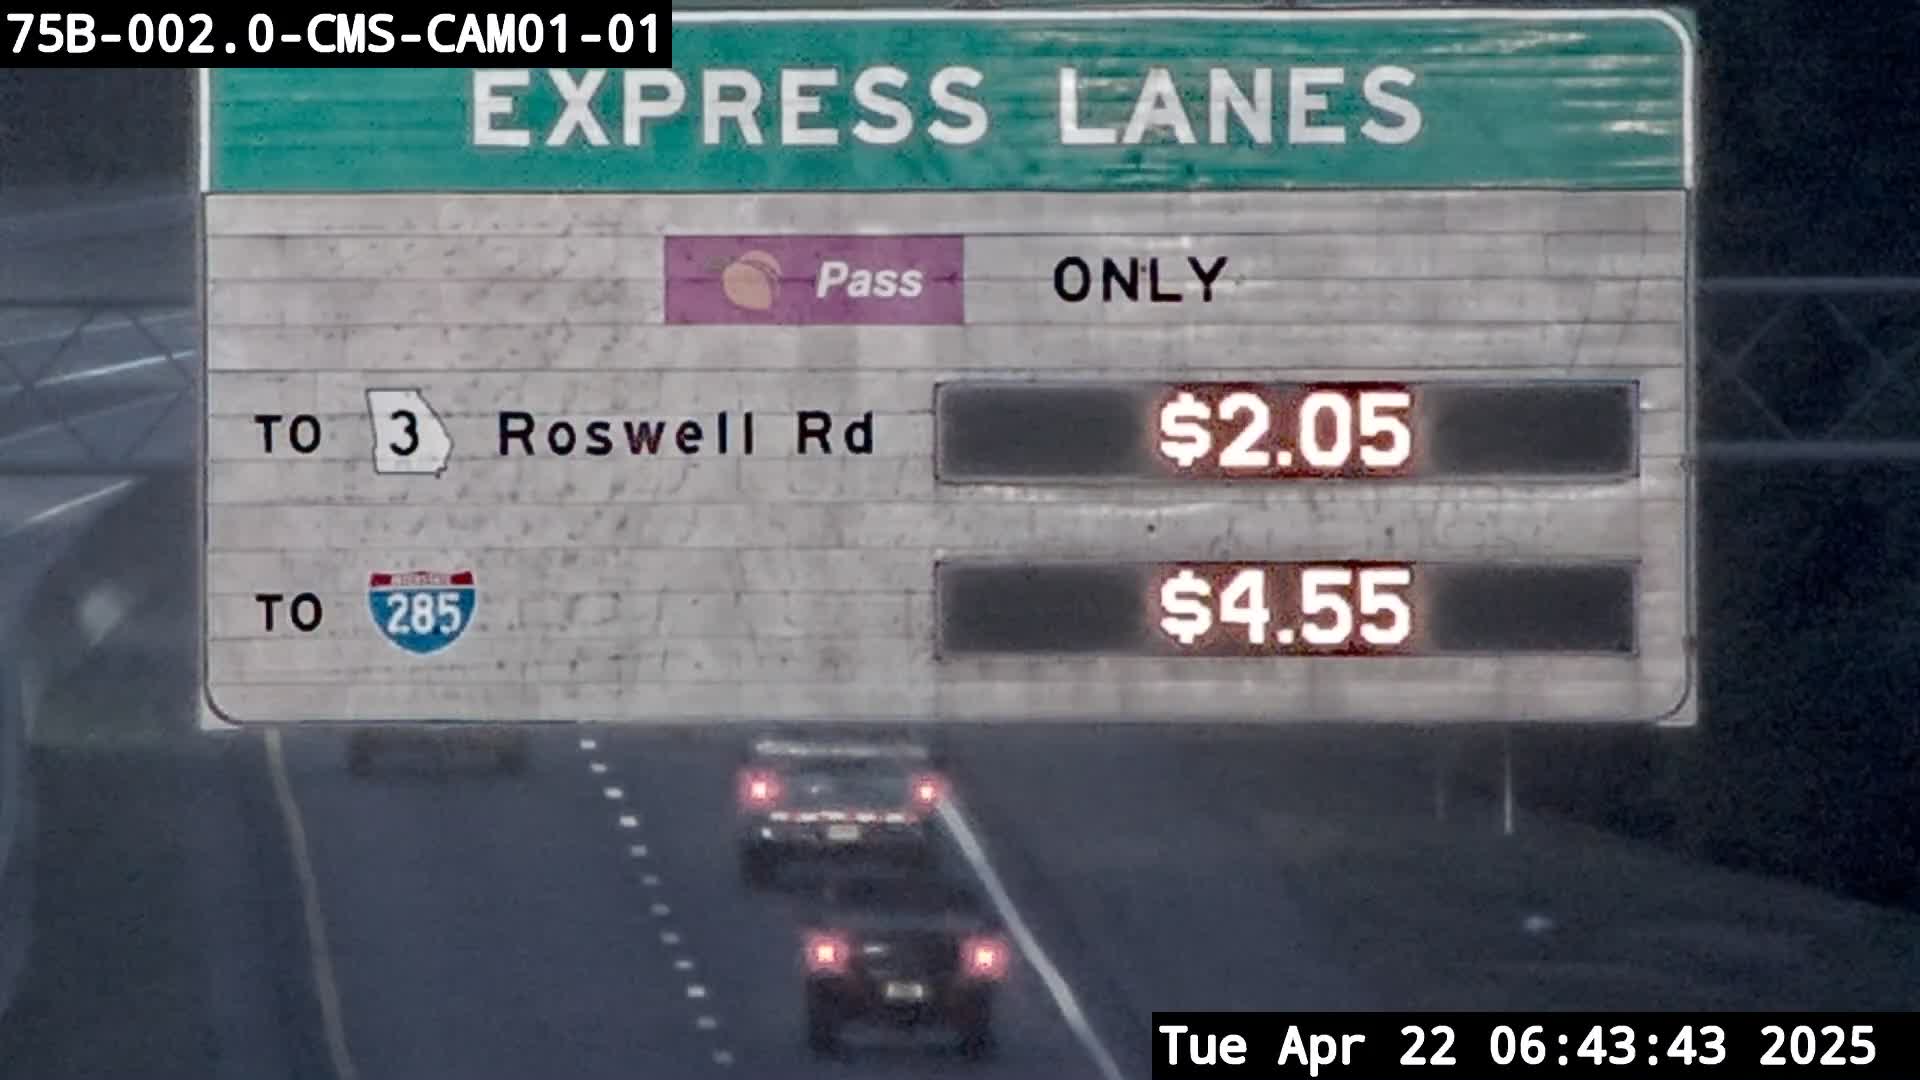 75B-002.0-CMS-CAM01-01
EXPRESS LANES
Pass ONLY
TO 3 Roswell Rd $2.05
TO 285 $4.55
Tue Apr 22 06:43:43 2025